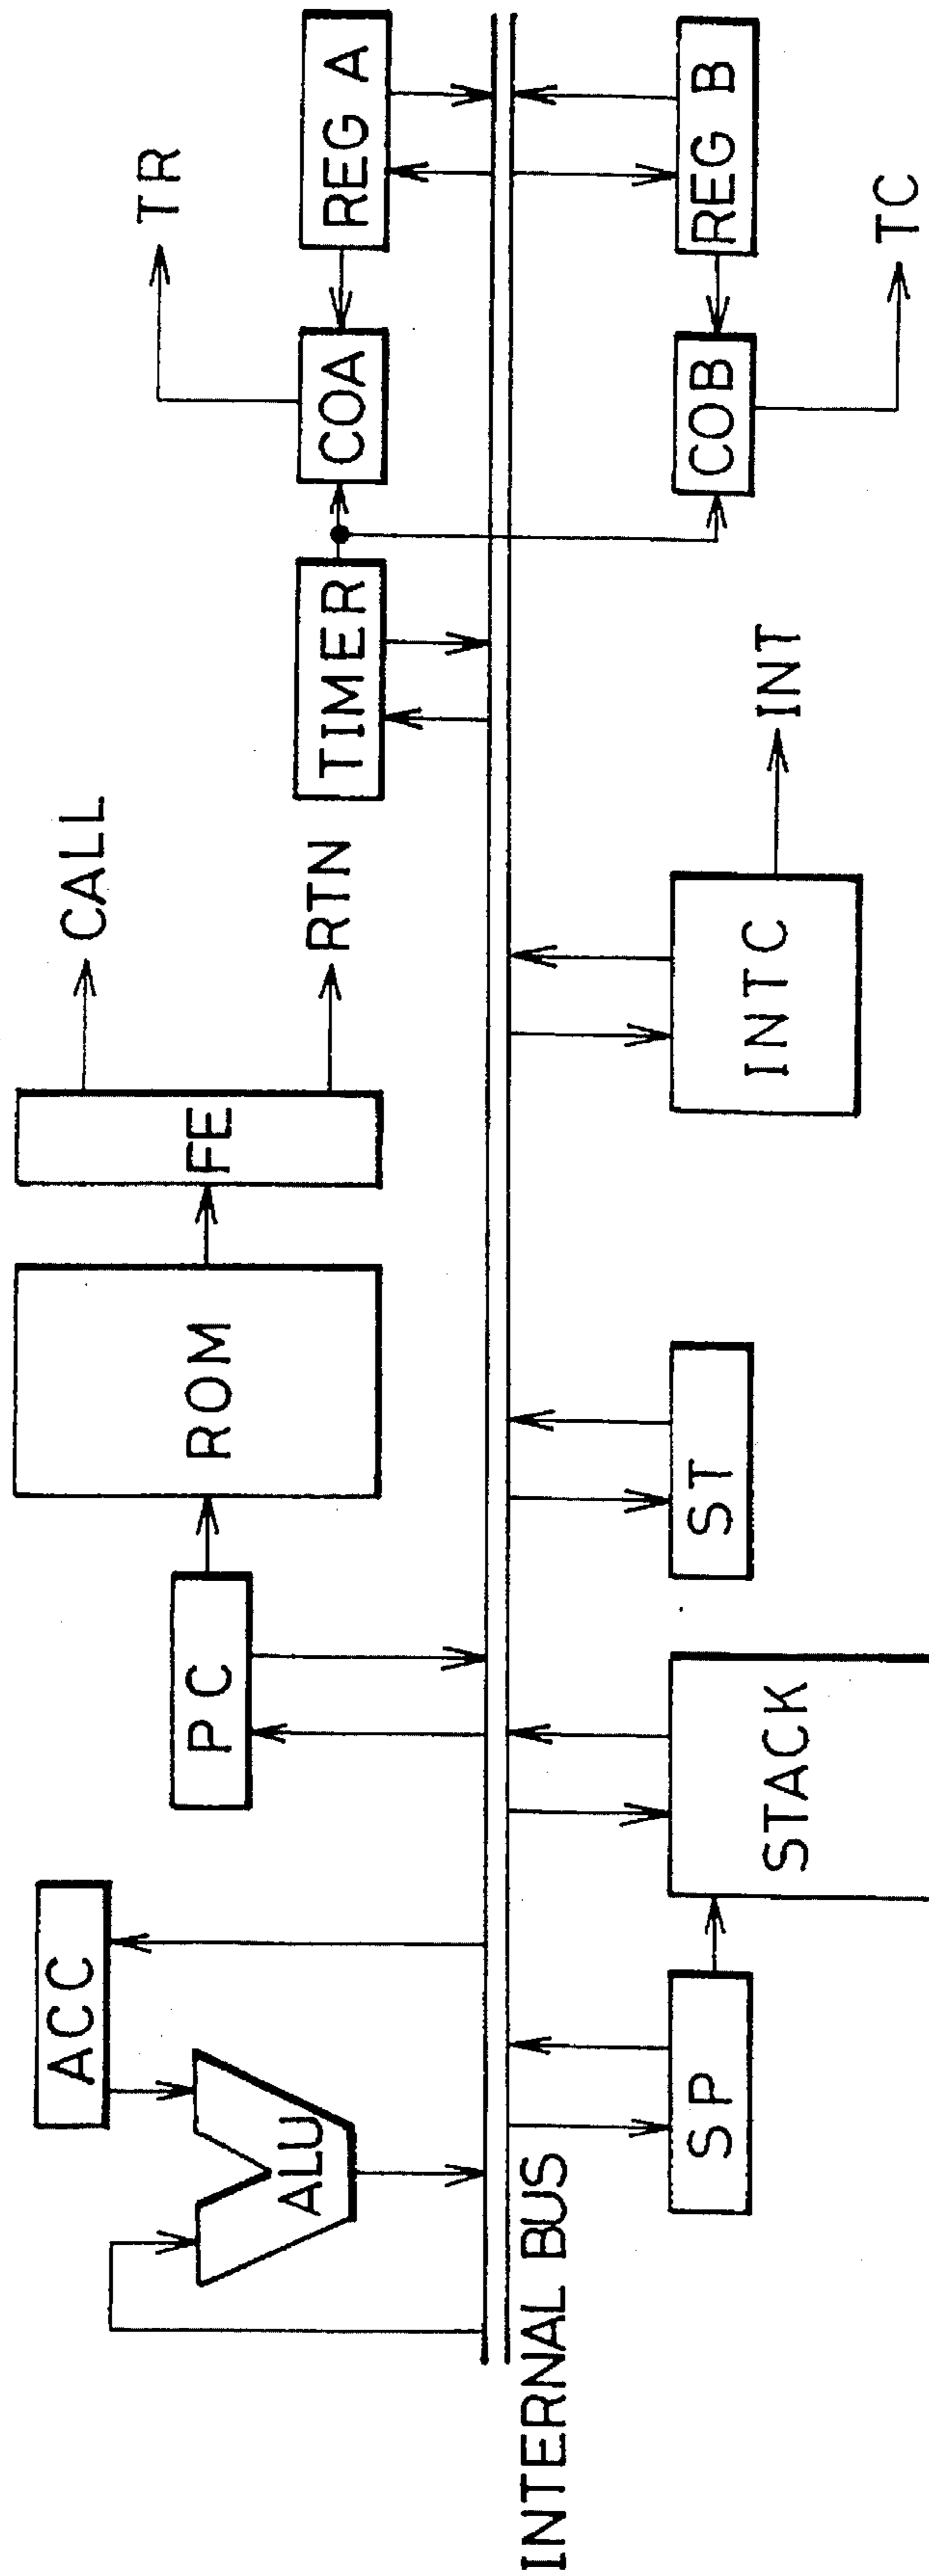 ACC
ALU
PC
ROM
FE
CALL
RTN
TIMER
COA
TR
REG A
INTERNAL BUS
SP
STACK
ST
INTC
INT
COB
REG B
TC